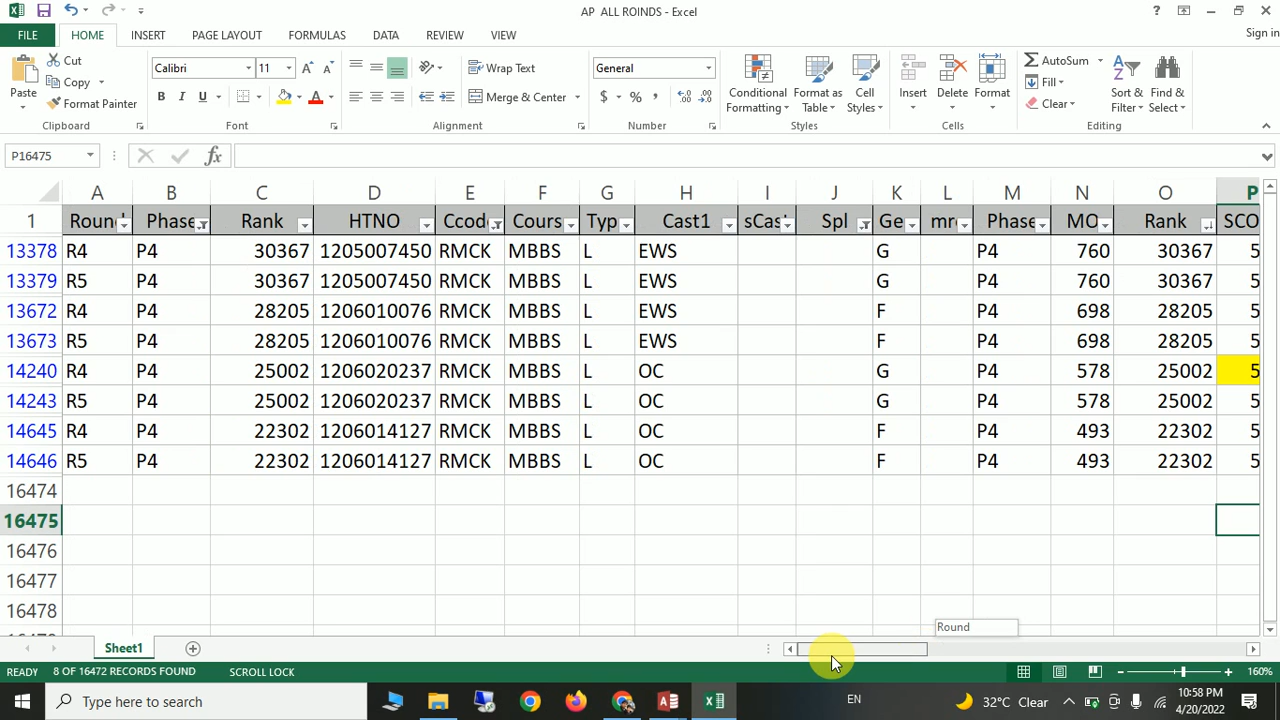 AP  ALL ROINDS - Excel
FILE HOME INSERT PAGE LAYOUT FORMULAS DATA REVIEW VIEW Sign in
Paste Cut Copy Format Painter Clipboard
Calibri 11 B I U A Font
Wrap Text Merge & Center Alignment
General $ % , Number
Conditional Formatting Format as Table Cell Styles Styles
Insert Delete Format Cells
AutoSum Fill Clear Sort & Filter Find & Select Editing
P16475 fx
A B C D E F G H I J K L M N O P
1 Round Phase Rank HTNO Ccod Cours Typ Cast1 sCast Spl Ge mr Phase MO Rank SCO
13378 R4 P4 30367 1205007450 RMCK MBBS L EWS G P4 760 30367 5
13379 R5 P4 30367 1205007450 RMCK MBBS L EWS G P4 760 30367 5
13672 R4 P4 28205 1206010076 RMCK MBBS L EWS F P4 698 28205 5
13673 R5 P4 28205 1206010076 RMCK MBBS L EWS F P4 698 28205 5
14240 R4 P4 25002 1206020237 RMCK MBBS L OC G P4 578 25002 5
14243 R5 P4 25002 1206020237 RMCK MBBS L OC G P4 578 25002 5
14645 R4 P4 22302 1206014127 RMCK MBBS L OC F P4 493 22302 5
14646 R5 P4 22302 1206014127 RMCK MBBS L OC F P4 493 22302 5
16474
16475
16476
16477
16478
Round
Sheet1
READY 8 OF 16472 RECORDS FOUND SCROLL LOCK 160%
Type here to search EN 32°C Clear 10:58 PM
4/20/2022